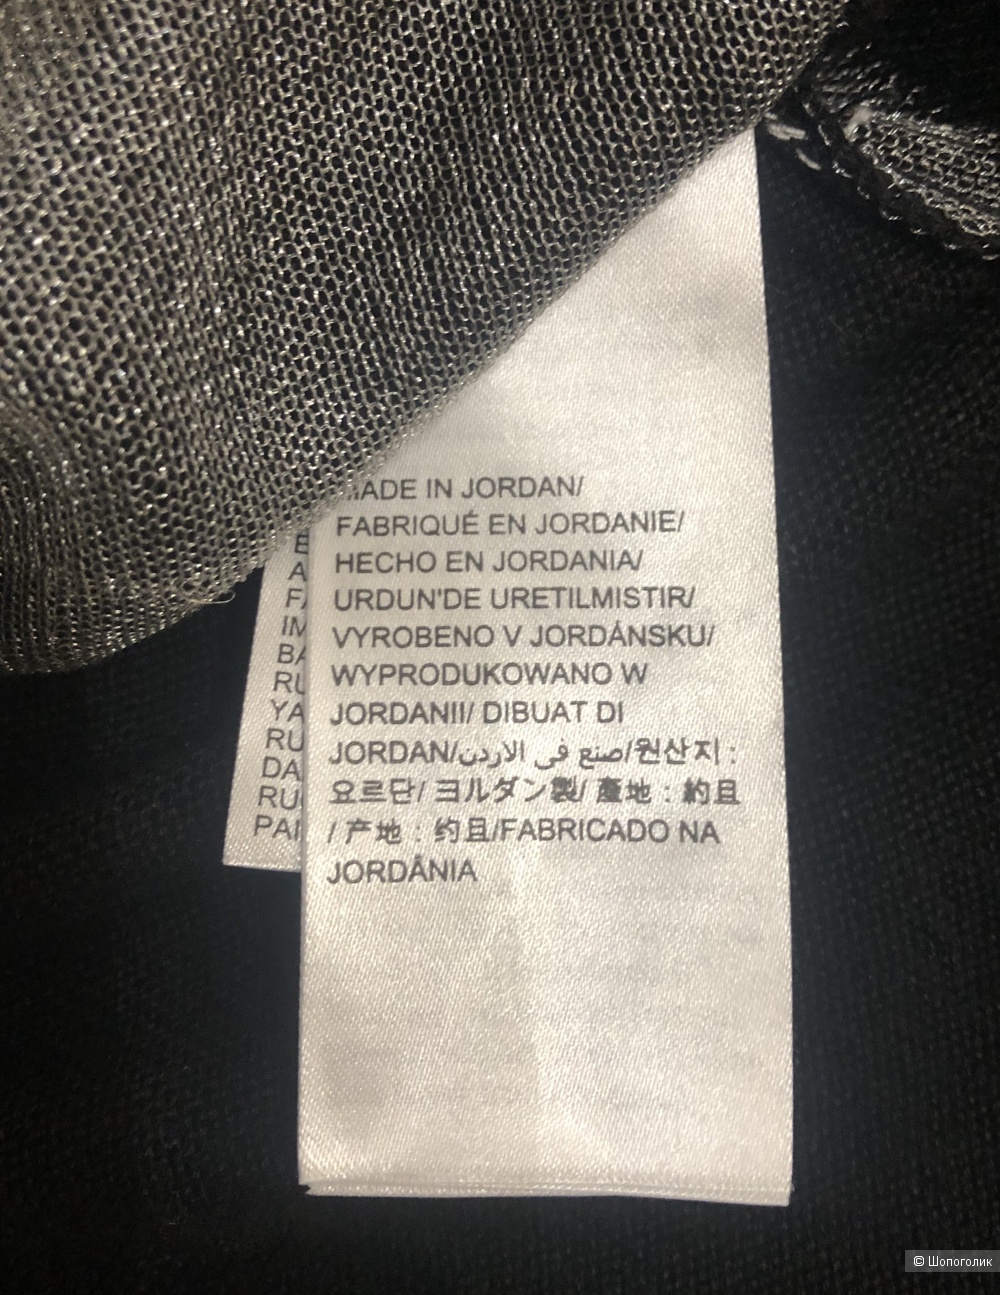 MADE IN JORDAN/
FABRIQUÉ EN JORDANIE/
HECHO EN JORDANIA/
URDUN'DE URETILMISTIR/
VYROBENO V JORDÁNSKU/
WYPRODUKOWANO W
JORDANII/ DIBUAT DI
JORDAN/صنع في الاردن/원산지 :
요르단/ ヨルダン製/ 產地 : 約旦
/ 产地 : 约旦/FABRICADO NA
JORDÂNIA
© Шопоголик